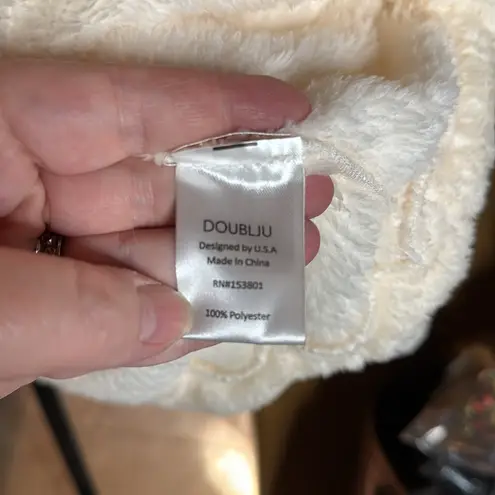 DOUBLJU
Designed by U.S.A
Made In China
RN#153801
100% Polyester